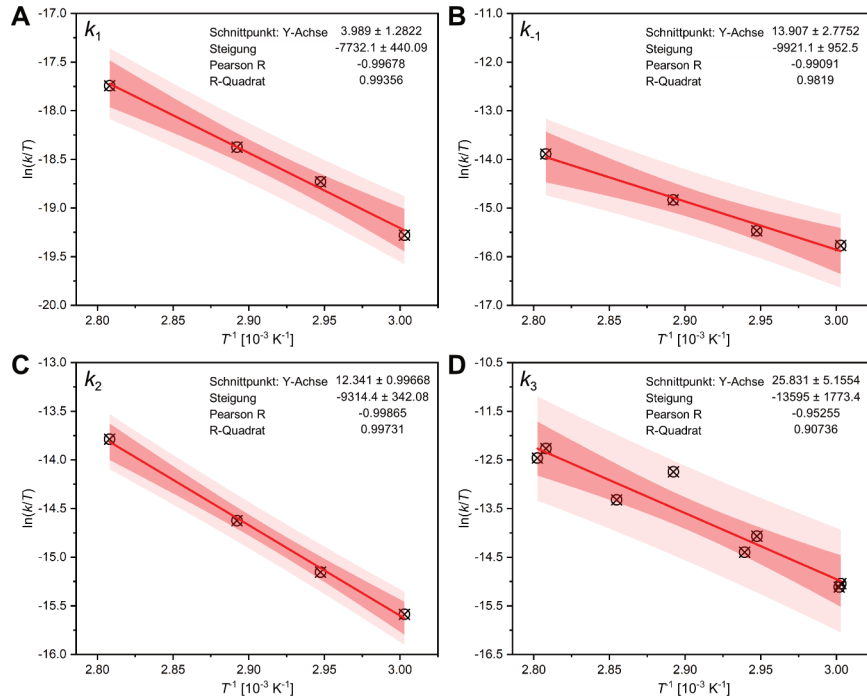 A
k1
Schnittpunkt: Y-Achse 3.989 ± 1.2822
Steigung -7732.1 ± 440.09
Pearson R -0.99678
R-Quadrat 0.99356
-17.0
-17.5
-18.0
-18.5
-19.0
-19.5
-20.0
ln(k/T)
2.80 2.85 2.90 2.95 3.00
T-1 [10-3 K-1]
B
k-1
Schnittpunkt: Y-Achse 13.907 ± 2.7752
Steigung -9921.1 ± 952.5
Pearson R -0.99091
R-Quadrat 0.9819
-11.0
-12.0
-13.0
-14.0
-15.0
-16.0
-17.0
ln(k/T)
2.80 2.85 2.90 2.95 3.00
T-1 [10-3 K-1]
C
k2
Schnittpunkt: Y-Achse 12.341 ± 0.99668
Steigung -9314.4 ± 342.08
Pearson R -0.99865
R-Quadrat 0.99731
-13.0
-13.5
-14.0
-14.5
-15.0
-15.5
-16.0
ln(k/T)
2.80 2.85 2.90 2.95 3.00
T-1 [10-3 K-1]
D
k3
Schnittpunkt: Y-Achse 25.831 ± 5.1554
Steigung -13595 ± 1773.4
Pearson R -0.95255
R-Quadrat 0.90736
-10.5
-11.5
-12.5
-13.5
-14.5
-15.5
-16.5
ln(k/T)
2.80 2.85 2.90 2.95 3.00
T-1 [10-3 K-1]